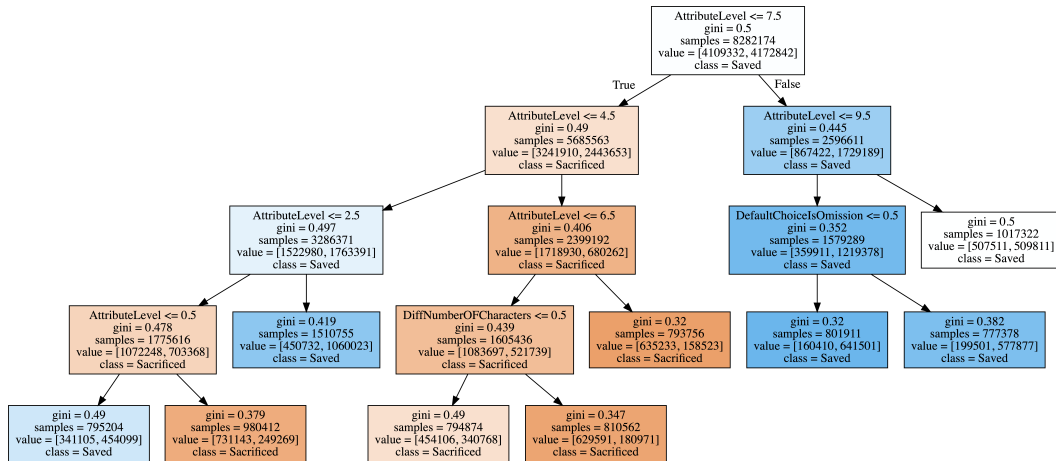 AttributeLevel <= 7.5
gini = 0.5
samples = 8282174
value = [4109332, 4172842]
class = Saved
True
False
AttributeLevel <= 4.5
gini = 0.49
samples = 5685563
value = [3241910, 2443653]
class = Sacrificed
AttributeLevel <= 9.5
gini = 0.445
samples = 2596611
value = [867422, 1729189]
class = Saved
AttributeLevel <= 2.5
gini = 0.497
samples = 3286371
value = [1522980, 1763391]
class = Saved
AttributeLevel <= 6.5
gini = 0.406
samples = 2399192
value = [1718930, 680262]
class = Sacrificed
DefaultChoiceIsOmission <= 0.5
gini = 0.352
samples = 1579289
value = [359911, 1219378]
class = Saved
gini = 0.5
samples = 1017322
value = [507511, 509811]
class = Saved
AttributeLevel <= 0.5
gini = 0.478
samples = 1775616
value = [1072248, 703368]
class = Sacrificed
gini = 0.419
samples = 1510755
value = [450732, 1060023]
class = Saved
DiffNumberOFCharacters <= 0.5
gini = 0.439
samples = 1605436
value = [1083697, 521739]
class = Sacrificed
gini = 0.32
samples = 793756
value = [635233, 158523]
class = Sacrificed
gini = 0.32
samples = 801911
value = [160410, 641501]
class = Saved
gini = 0.382
samples = 777378
value = [199501, 577877]
class = Saved
gini = 0.49
samples = 795204
value = [341105, 454099]
class = Saved
gini = 0.379
samples = 980412
value = [731143, 249269]
class = Sacrificed
gini = 0.49
samples = 794874
value = [454106, 340768]
class = Sacrificed
gini = 0.347
samples = 810562
value = [629591, 180971]
class = Sacrificed